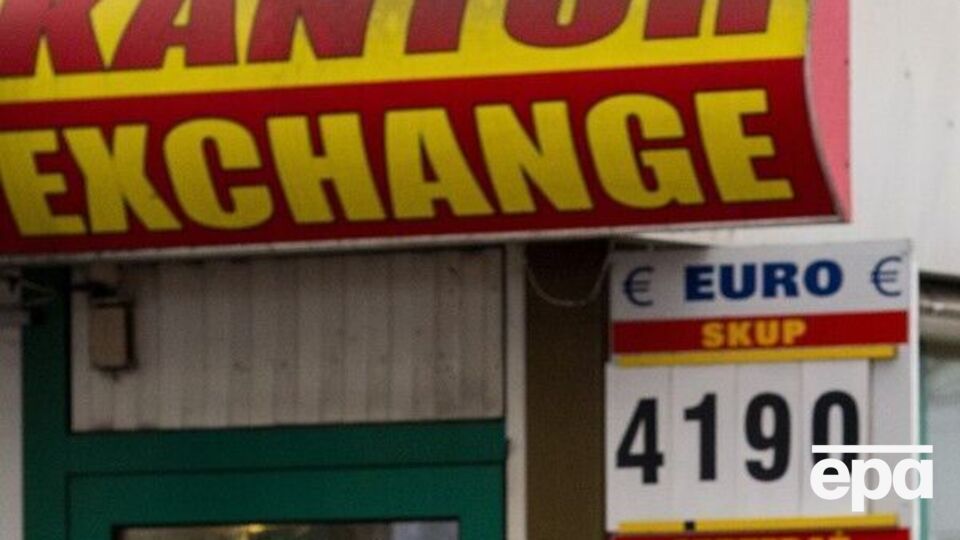 KANTOR
EXCHANGE
€ EURO €
SKUP
4190
epa